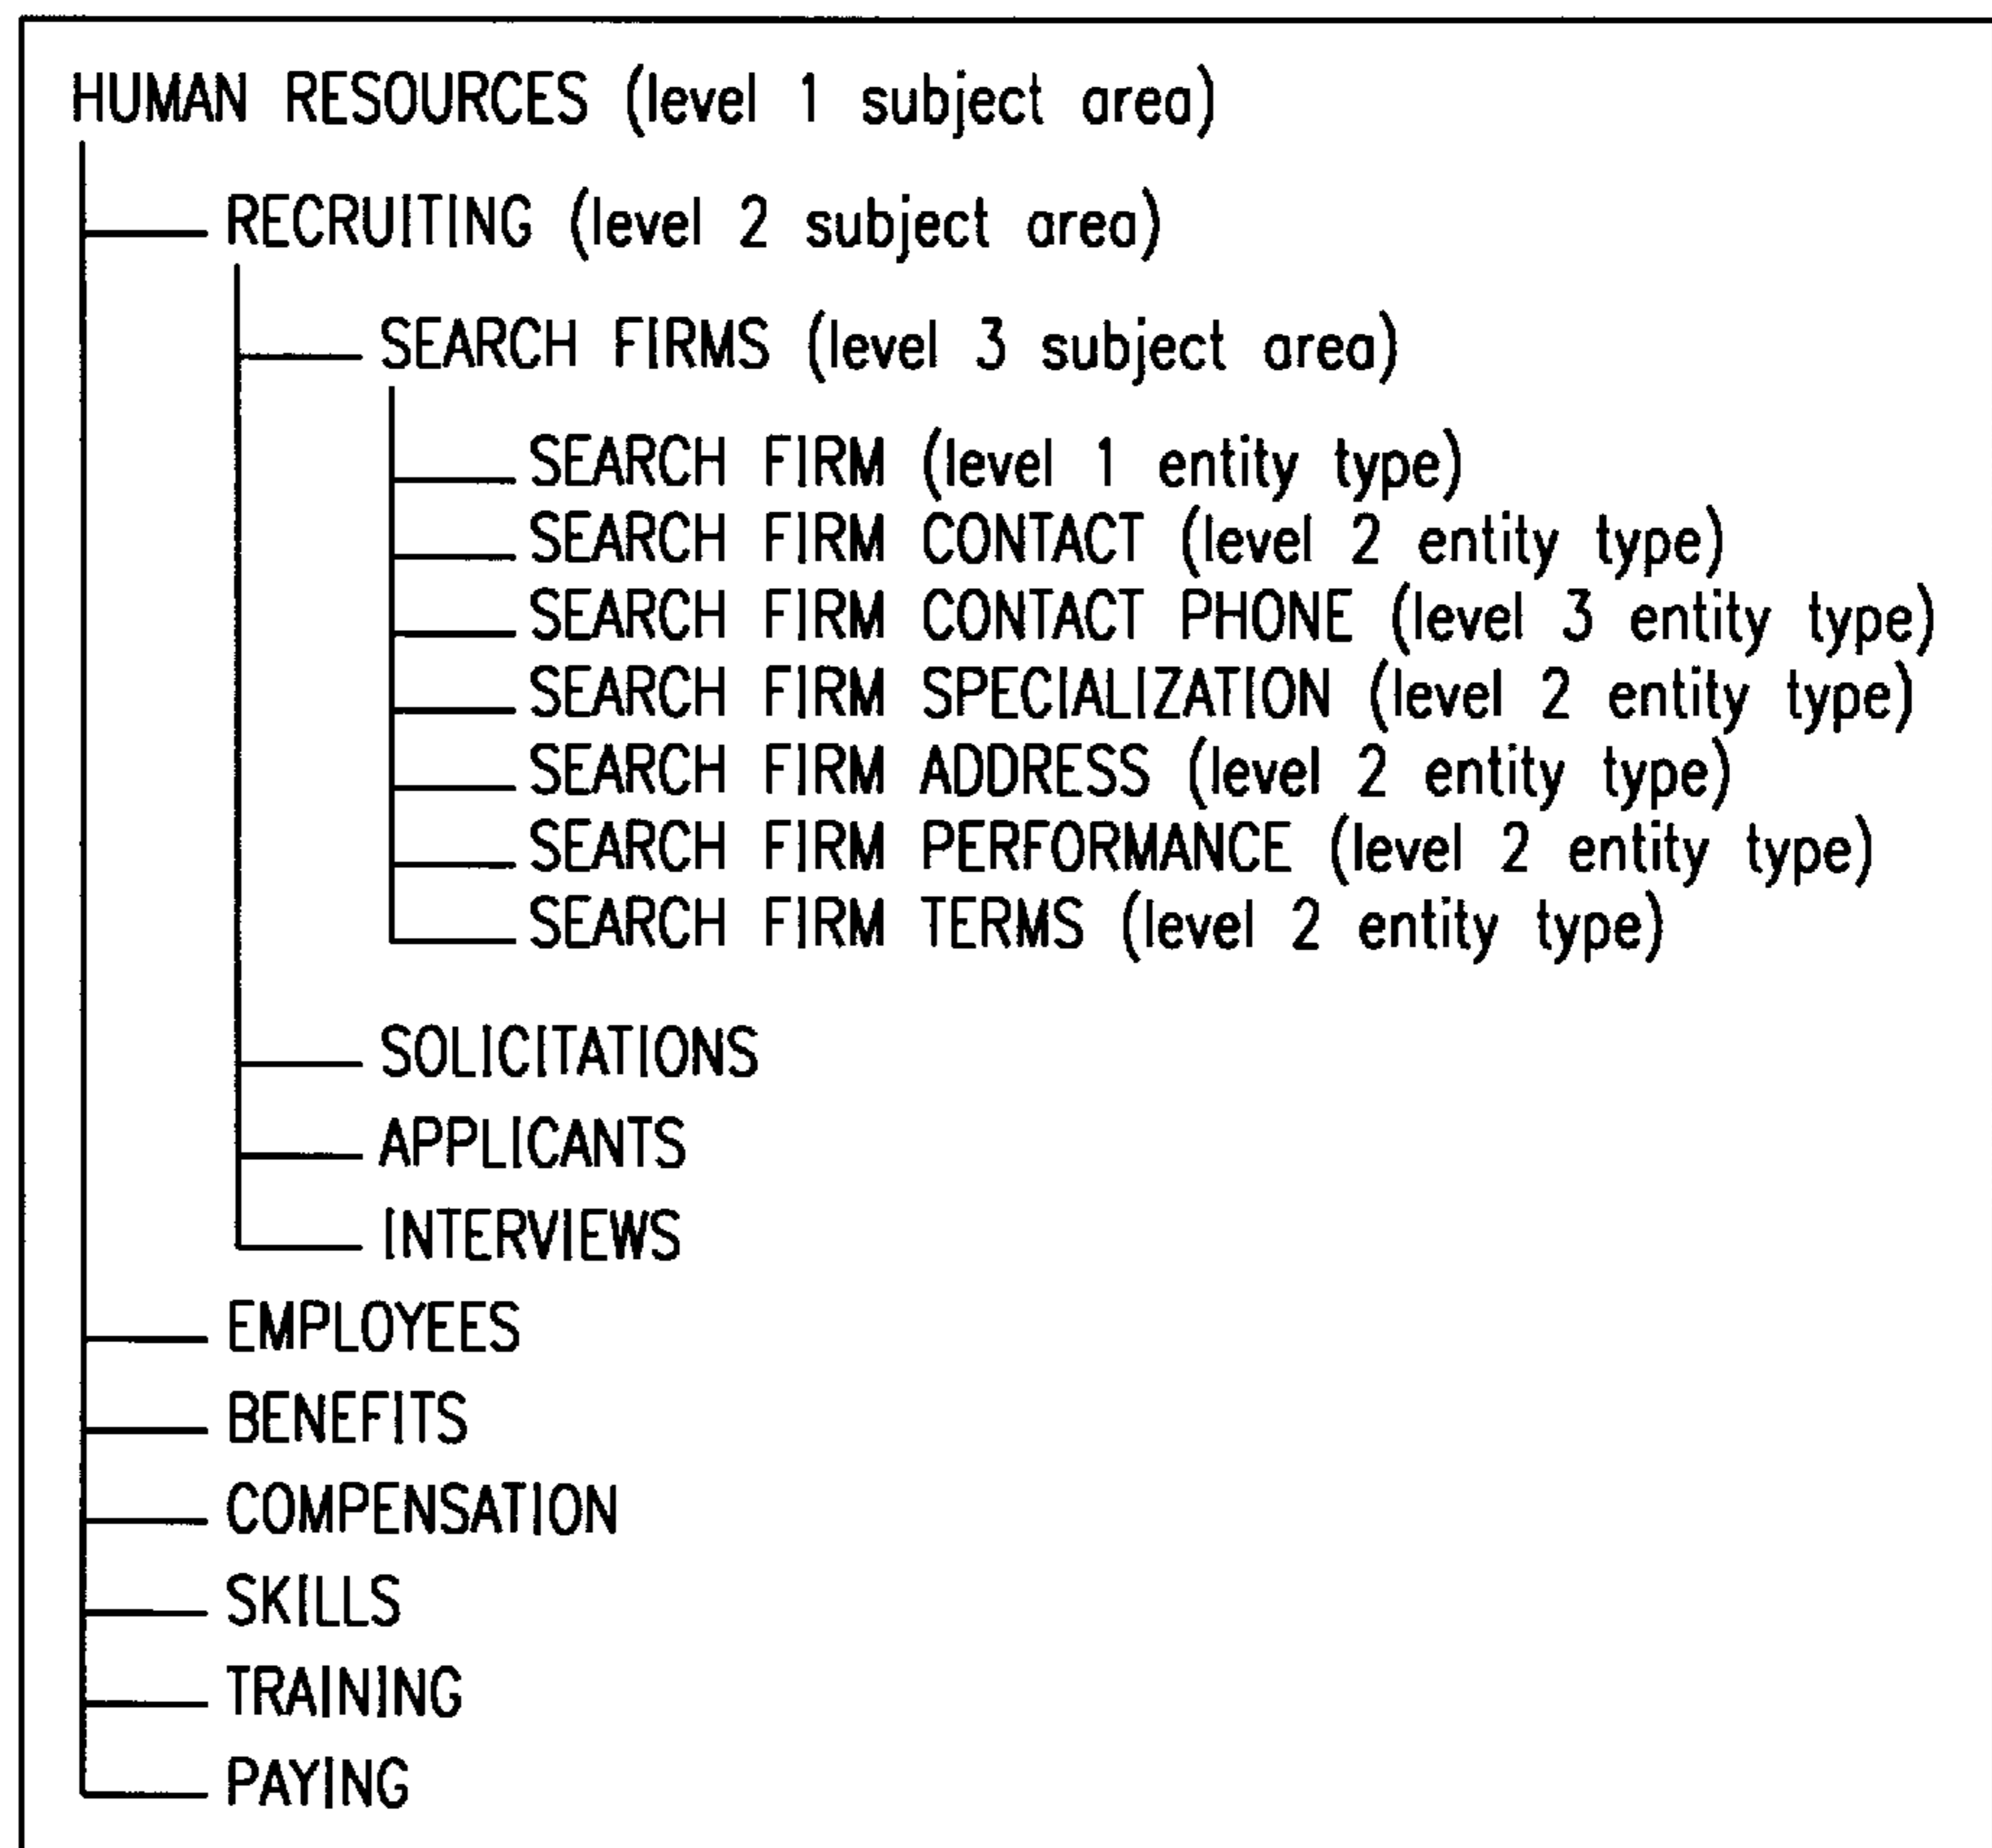 HUMAN RESOURCES (level 1 subject area)
RECRUITING (level 2 subject area)
SEARCH FIRMS (level 3 subject area)
SEARCH FIRM (level 1 entity type)
SEARCH FIRM CONTACT (level 2 entity type)
SEARCH FIRM CONTACT PHONE (level 3 entity type)
SEARCH FIRM SPECIALIZATION (level 2 entity type)
SEARCH FIRM ADDRESS (level 2 entity type)
SEARCH FIRM PERFORMANCE (level 2 entity type)
SEARCH FIRM TERMS (level 2 entity type)
SOLICITATIONS
APPLICANTS
INTERVIEWS
EMPLOYEES
BENEFITS
COMPENSATION
SKILLS
TRAINING
PAYING